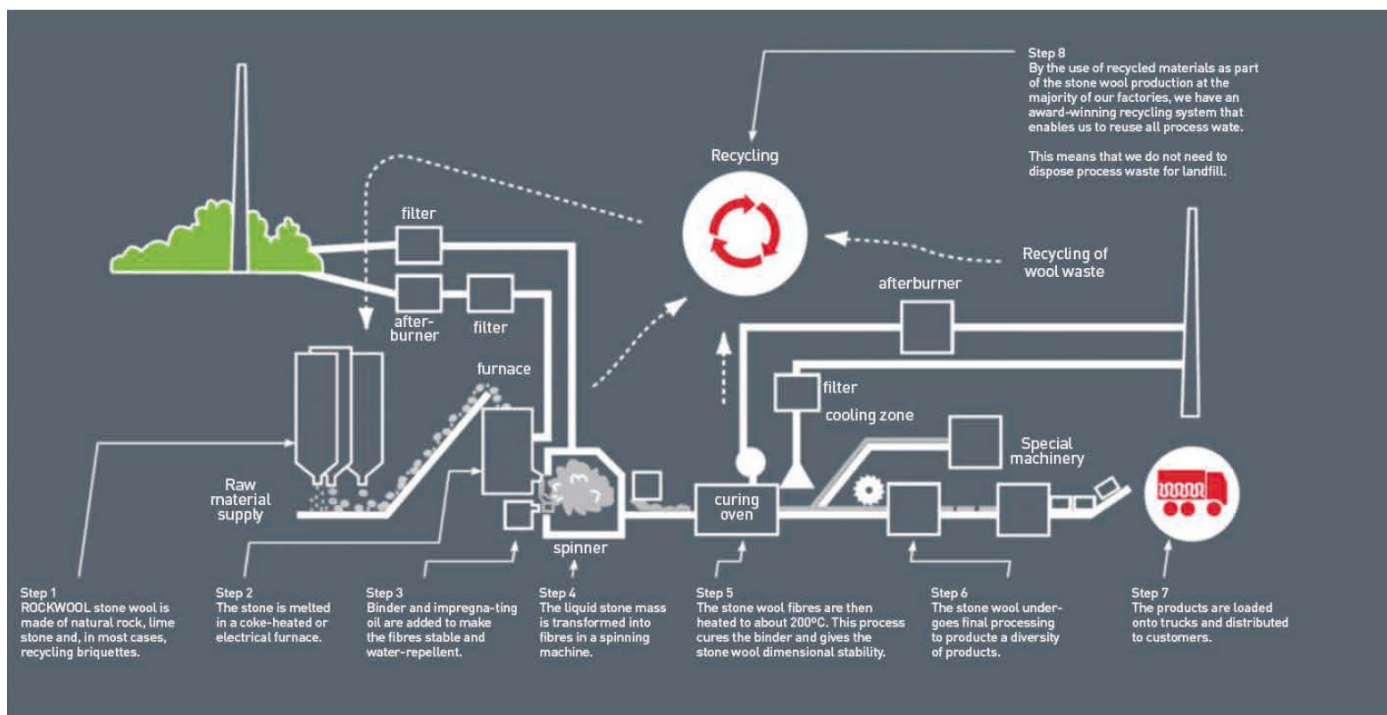 Step 8
By the use of recycled materials as part
of the stone wool production at the
majority of our factories, we have an
award-winning recycling system that
enables us to reuse all process wate.
This means that we do not need to
dispose process waste for landfill.
Recycling
filter
Recycling of
wool waste
afterburner
after-
burner
filter
furnace
filter
cooling zone
Special
machinery
Raw
material
supply
curing
oven
spinner
Step 1
ROCKWOOL stone wool is
made of natural rock, lime
stone and, in most cases,
recycling briquettes.
Step 2
The stone is melted
in a coke-heated or
electrical furnace.
Step 3
Binder and impregna-ting
oil are added to make
the fibres stable and
water-repellent.
Step 4
The liquid stone mass
is transformed into
fibres in a spinning
machine.
Step 5
The stone wool fibres are then
heated to about 200ºC. This process
cures the binder and gives the
stone wool dimensional stability.
Step 6
The stone wool under-
goes final processing
to producte a diversity
of products.
Step 7
The products are loaded
onto trucks and distributed
to customers.